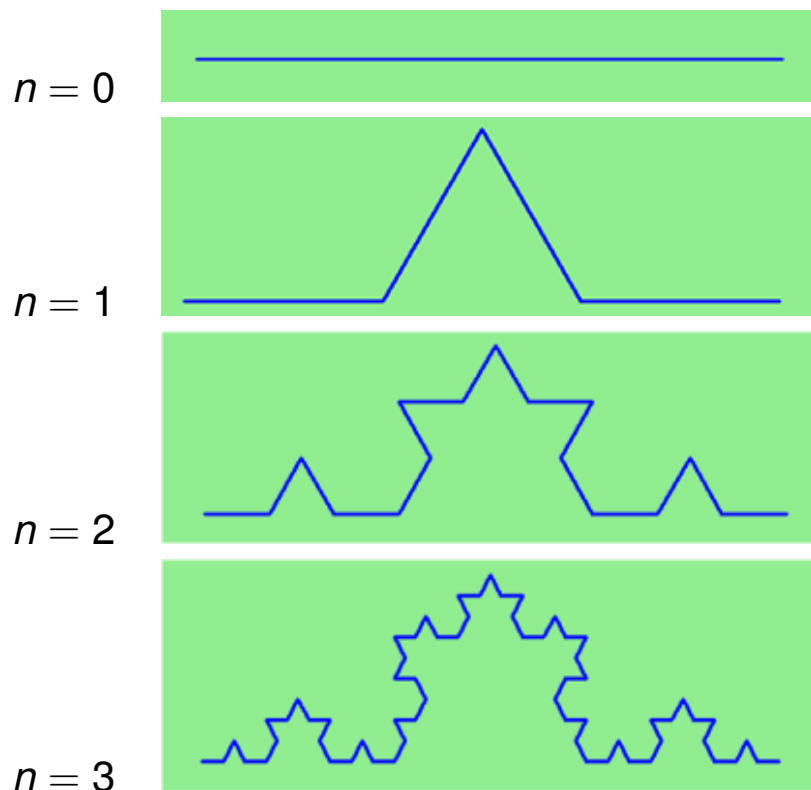 n = 0
n = 1
n = 2
n = 3